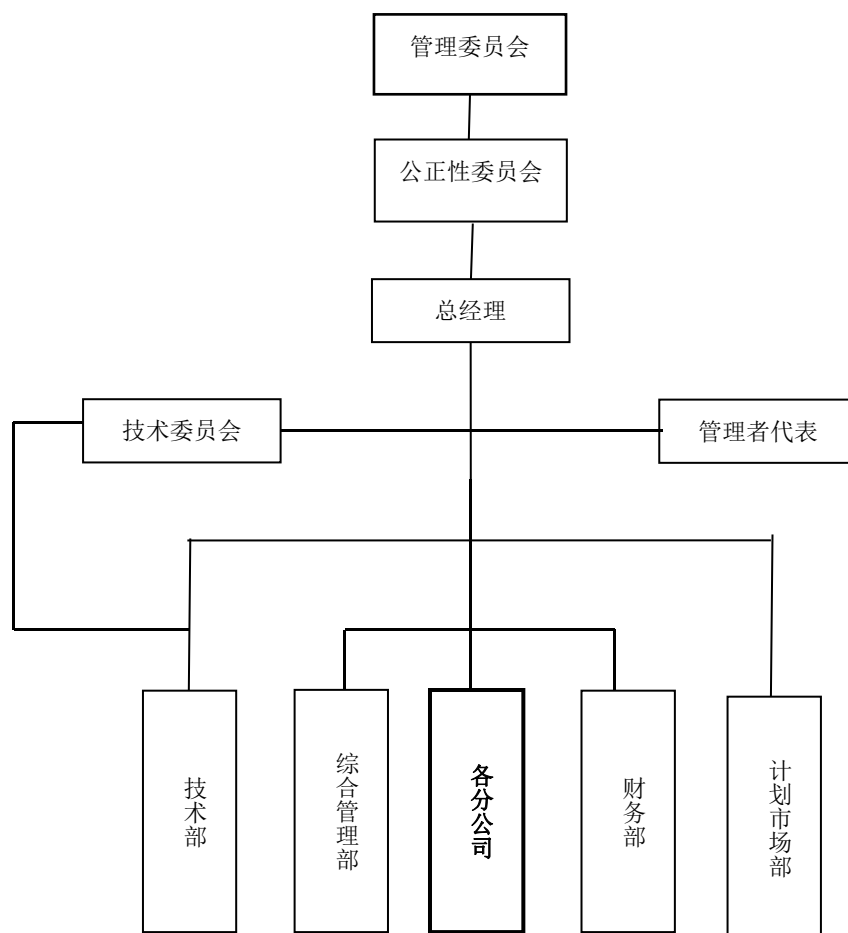 管理委员会
公正性委员会
总经理
技术委员会
管理者代表
技术部
综合管理部
各分公司
财务部
计划市场部